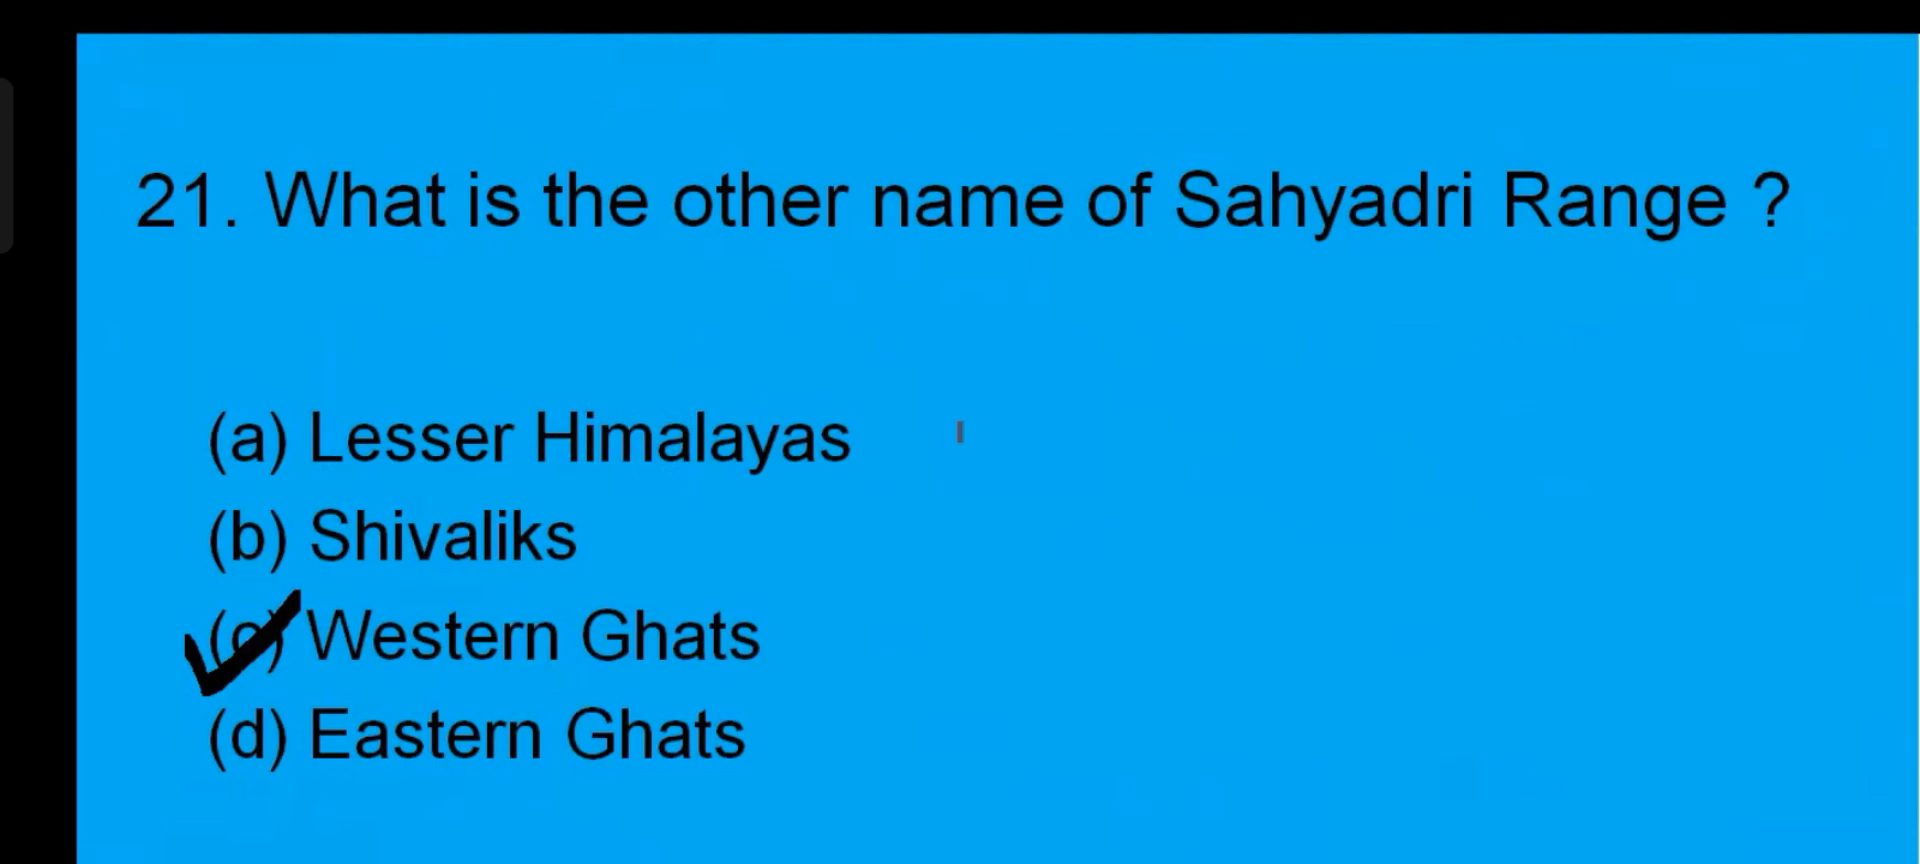 21. What is the other name of Sahyadri Range ?
(a) Lesser Himalayas
(b) Shivaliks
(c) Western Ghats
(d) Eastern Ghats